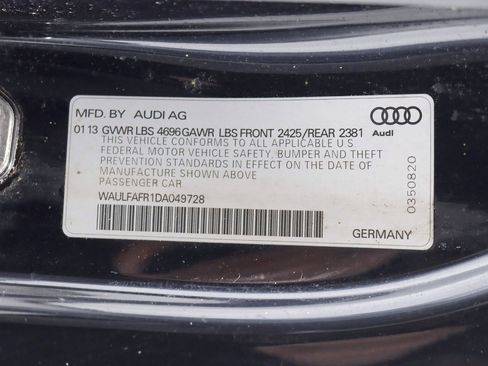 MFD. BY AUDI AG
01 13 GVWR LBS 4696 GAWR LBS FRONT 2425/REAR 2381
Audi
THIS VEHICLE CONFORMS TO ALL APPLICABLE U.S
FEDERAL MOTOR VEHICLE SAFETY, BUMPER AND THEFT
PREVENTION STANDARDS IN EFFECT ON THE DATE OF
MANUFACTURE SHOWN ABOVE
PASSENGER CAR
WAULFAFR1DA049728
0350820
GERMANY